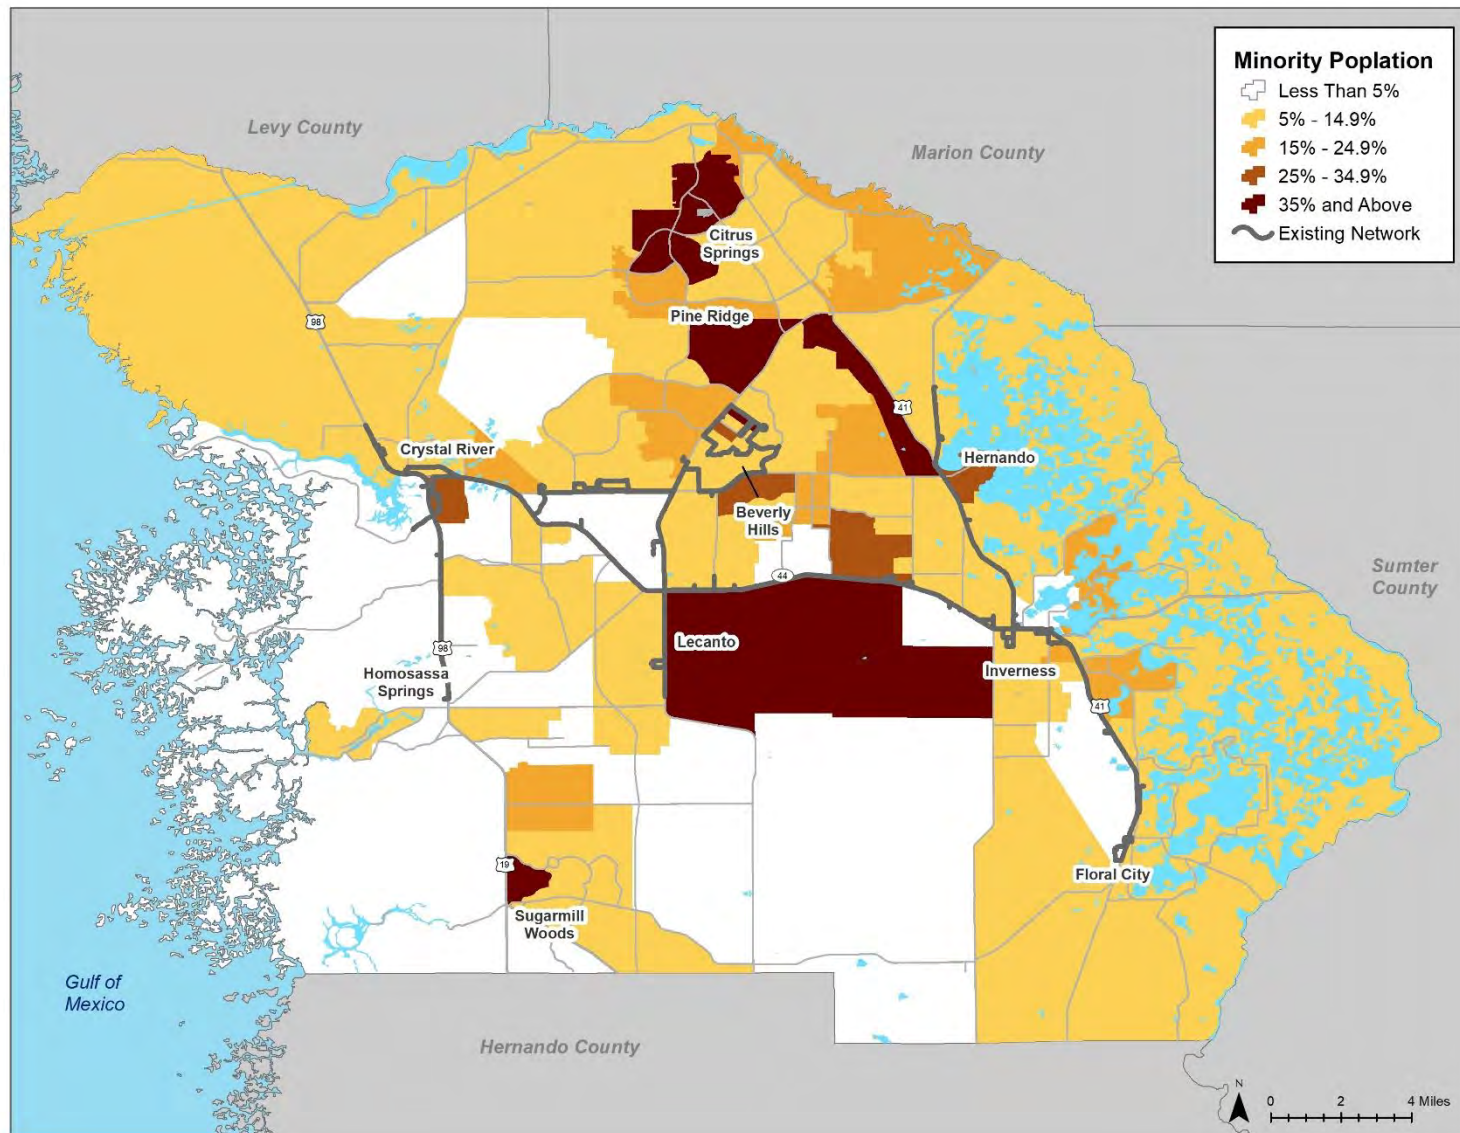 Minority Poplation
Less Than 5%
5% - 14.9%
15% - 24.9%
25% - 34.9%
35% and Above
Existing Network
Levy County
Marion County
Citrus
Springs
Pine Ridge
98
41
Crystal River
Hernando
Beverly
Hills
44
Sumter
County
Lecanto
98
Inverness
Homosassa
Springs
41
19
Floral City
Sugarmill
Woods
Gulf of
Mexico
Hernando County
N
0 2 4 Miles